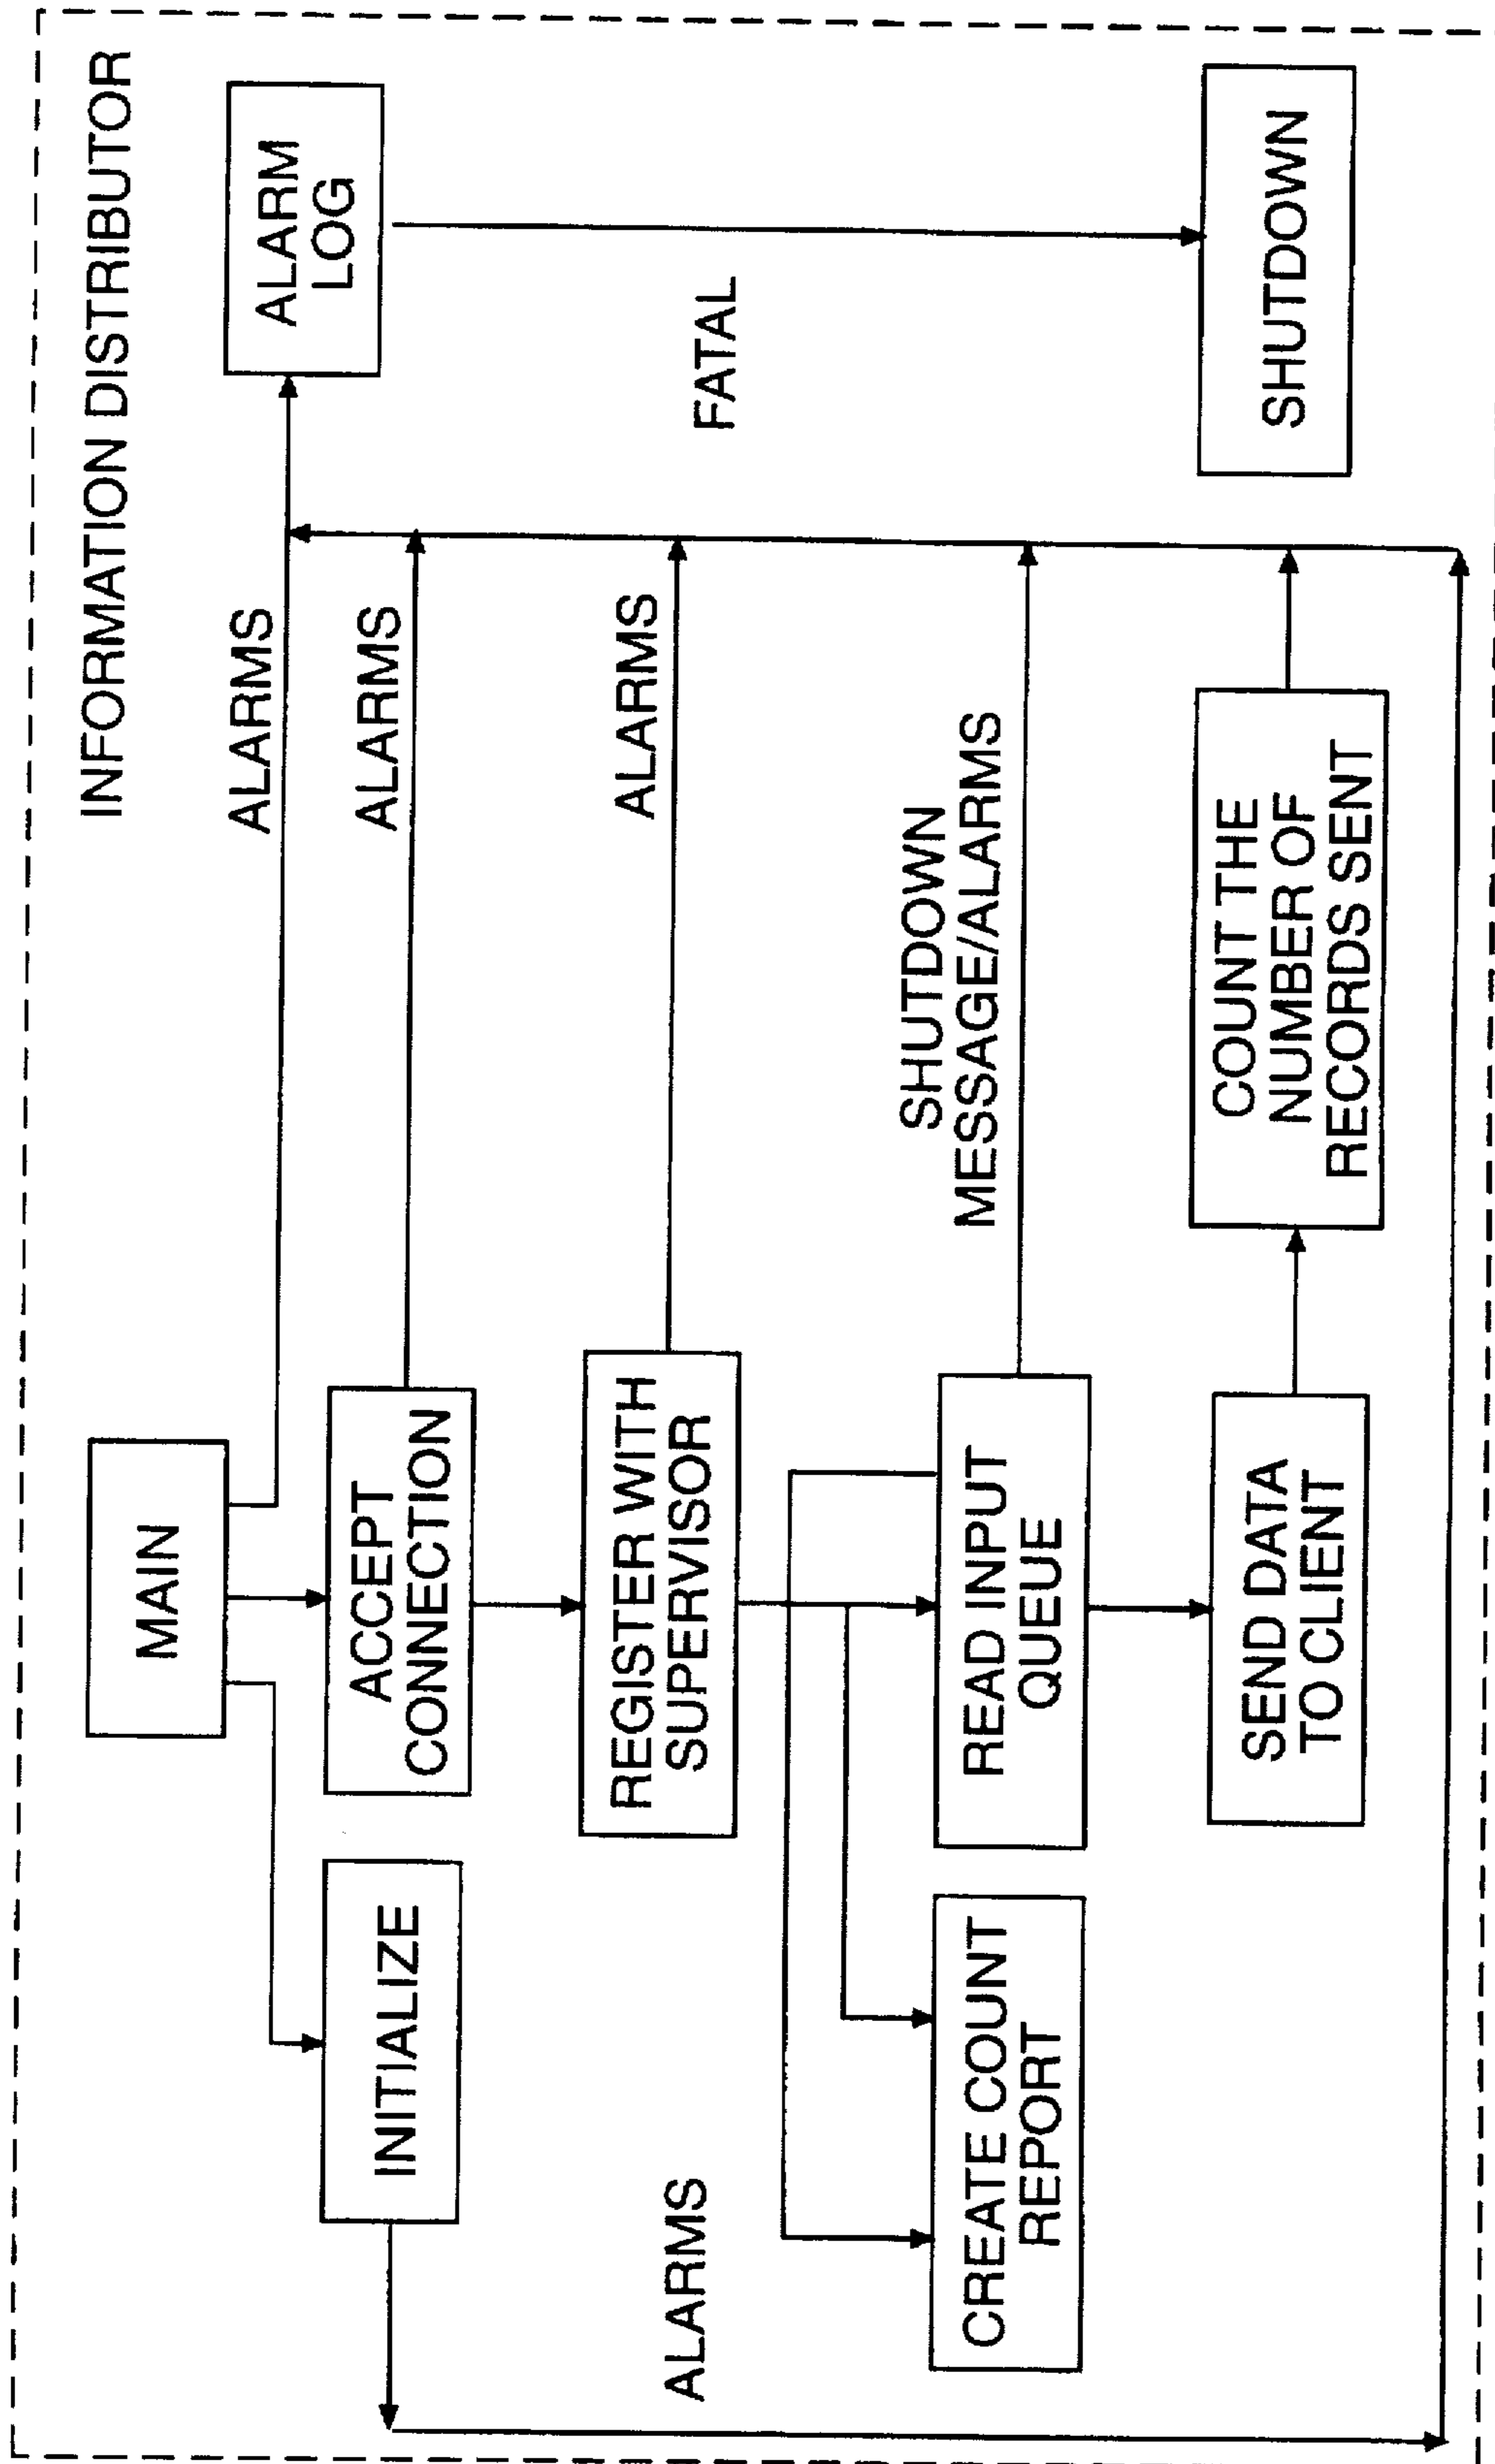 INFORMATION DISTRIBUTOR
MAIN
ALARMS
ALARM
LOG
INITIALIZE
ACCEPT
CONNECTION
ALARMS
REGISTER WITH
SUPERVISOR
ALARMS
ALARMS
FATAL
CREATE COUNT
REPORT
READ INPUT
QUEUE
SHUTDOWN
MESSAGE/ALARMS
SEND DATA
TO CLIENT
COUNT THE
NUMBER OF
RECORDS SENT
SHUTDOWN